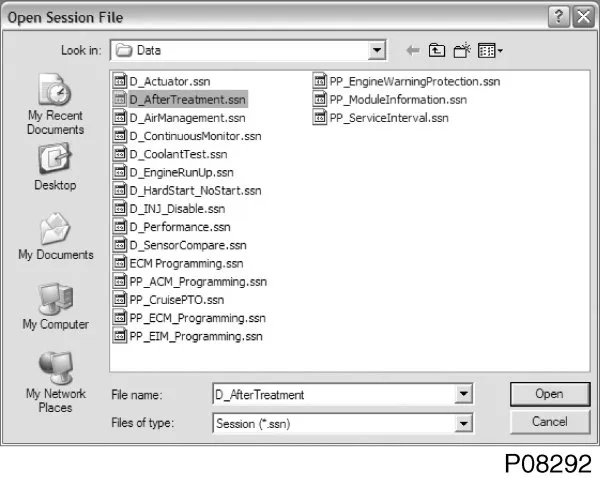 Open Session File
Look in: Data
My Recent
Documents
Desktop
My Documents
My Computer
My Network
Places
D_Actuator.ssn
D_AfterTreatment.ssn
D_AirManagement.ssn
D_ContinuousMonitor.ssn
D_CoolantTest.ssn
D_EngineRunUp.ssn
D_HardStart_NoStart.ssn
D_INJ_Disable.ssn
D_Performance.ssn
D_SensorCompare.ssn
ECM Programming.ssn
PP_ACM_Programming.ssn
PP_CruisePTO.ssn
PP_ECM_Programming.ssn
PP_EIM_Programming.ssn
PP_EngineWarningProtection.ssn
PP_ModuleInformation.ssn
PP_ServiceInterval.ssn
File name: D_AfterTreatment Open
Files of type: Session (*.ssn) Cancel
P08292